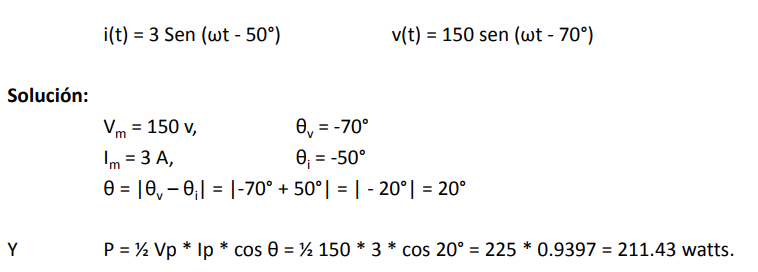 i(t) = 3 Sen (ωt - 50°) v(t) = 150 sen (ωt - 70°)
Solución:
Vm = 150 v, θv = -70°
Im = 3 A, θi = -50°
θ = |θv – θi| = |-70° + 50°| = | - 20°| = 20°
Y P = ½ Vp * Ip * cos θ = ½ 150 * 3 * cos 20° = 225 * 0.9397 = 211.43 watts.